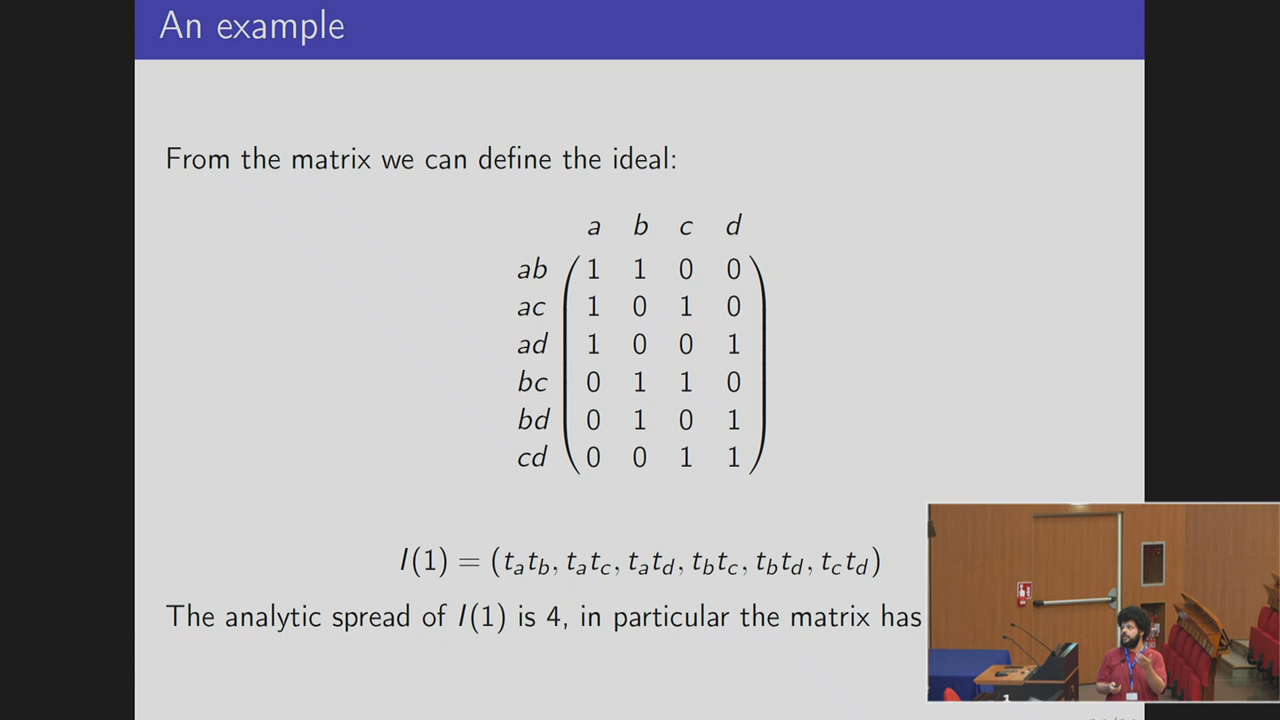 An example
From the matrix we can define the ideal:
a b c d
ab 1 1 0 0
ac 1 0 1 0
ad 1 0 0 1
bc 0 1 1 0
bd 0 1 0 1
cd 0 0 1 1
I(1) = (t_a t_b, t_a t_c, t_a t_d, t_b t_c, t_b t_d, t_c t_d)
The analytic spread of I(1) is 4, in particular the matrix has